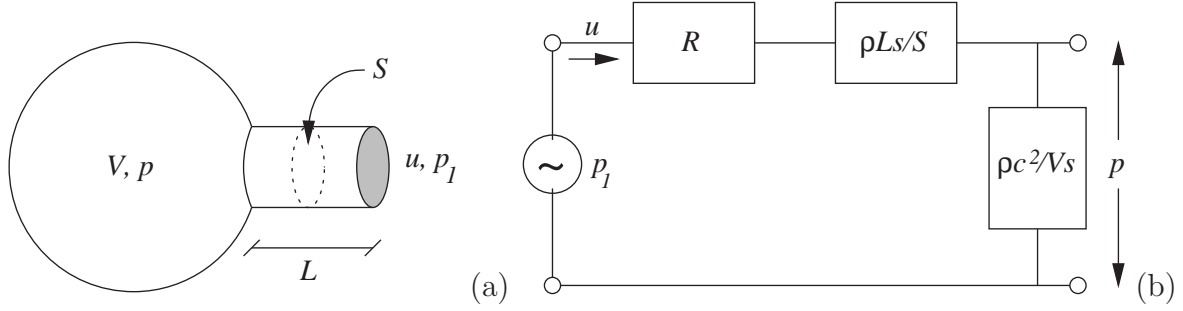 S
V, p
u, p₁
L
(a)
u
R
ρLs/S
~
p₁
ρc²/Vs
p
(b)